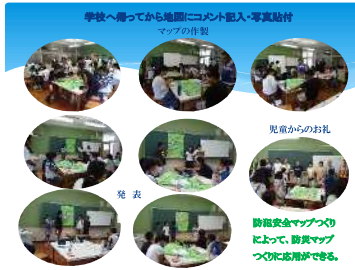 学校へ帰ってから地図にコメント記入・写真貼付
マップの作製
児童からのお礼
発 表
防犯安全マップつくり
によって、防災マップ
つくりに応用ができる。